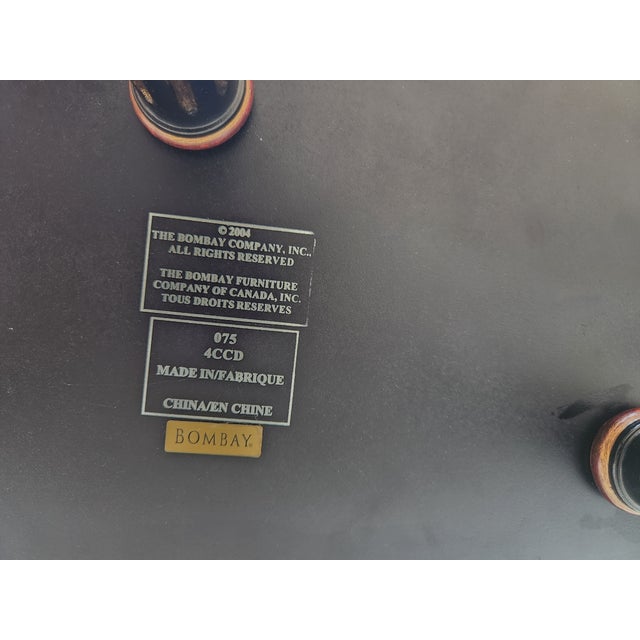 © 2004
THE BOMBAY COMPANY, INC.,
ALL RIGHTS RESERVED
THE BOMBAY FURNITURE
COMPANY OF CANADA, INC.
TOUS DROITS RESERVES
075
4CCD
MADE IN/FABRIQUE
CHINA/EN CHINE
BOMBAY®